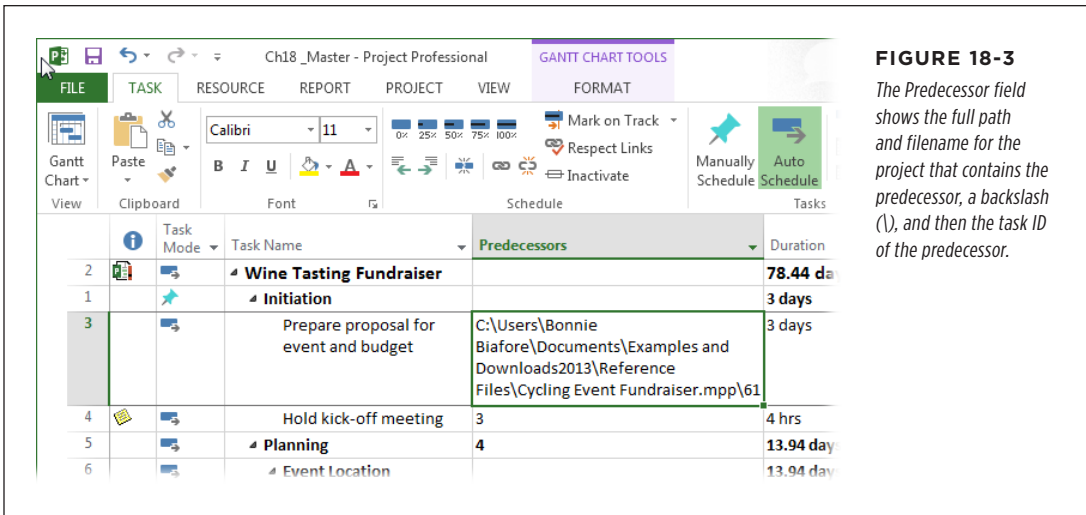 Ch18 _Master - Project Professional
GANTT CHART TOOLS
FILE TASK RESOURCE REPORT PROJECT VIEW FORMAT
Gantt Chart
Paste
Calibri 11
B I U A
0% 25% 50% 75% 100%
Mark on Track
Respect Links
Inactivate
Manually Schedule
Auto Schedule
View Clipboard Font Schedule Tasks
Task Mode Task Name Predecessors Duration
2 Wine Tasting Fundraiser 78.44 da
1 Initiation 3 days
3 Prepare proposal for event and budget C:\Users\Bonnie 3 days
Biafore\Documents\Examples and
Downloads2013\Reference
Files\Cycling Event Fundraiser.mpp\61
4 Hold kick-off meeting 3 4 hrs
5 Planning 4 13.94 day
6 Event Location 13.94 day
FIGURE 18-3
The Predecessor field
shows the full path
and filename for the
project that contains the
predecessor, a backslash
(\), and then the task ID
of the predecessor.